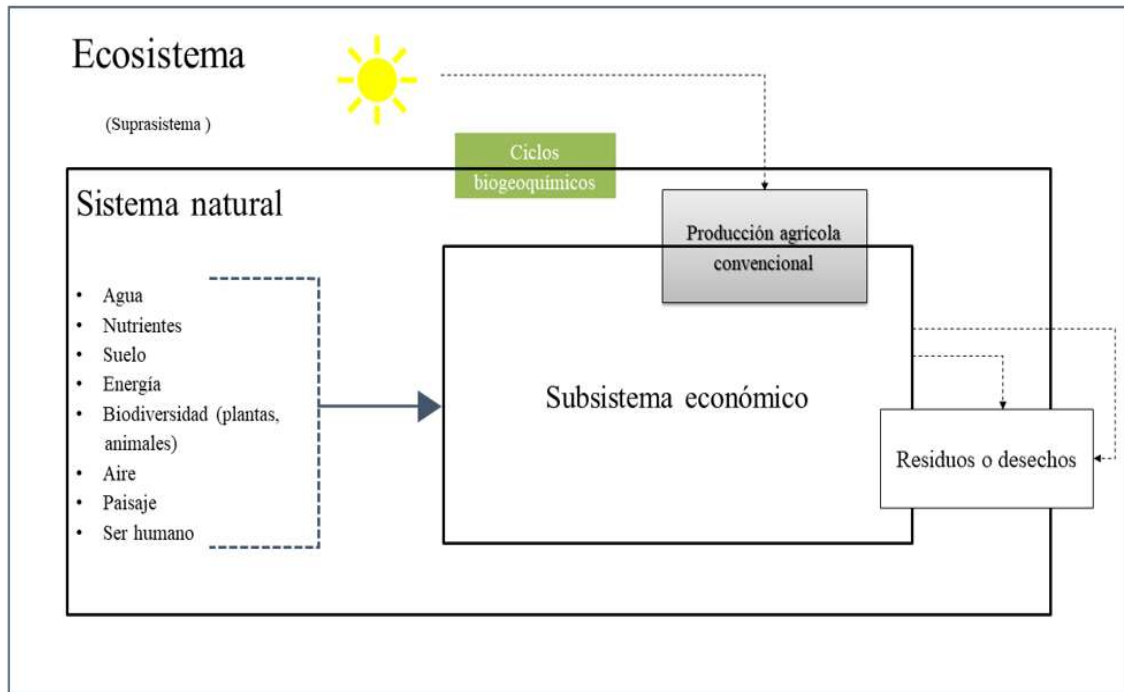 Ecosistema
(Suprasistema )
Ciclos
biogeoquímicos
Sistema natural
Producción agrícola
convencional
• Agua
• Nutrientes
• Suelo
• Energía
• Biodiversidad (plantas,
animales)
• Aire
• Paisaje
• Ser humano
Subsistema económico
Residuos o desechos